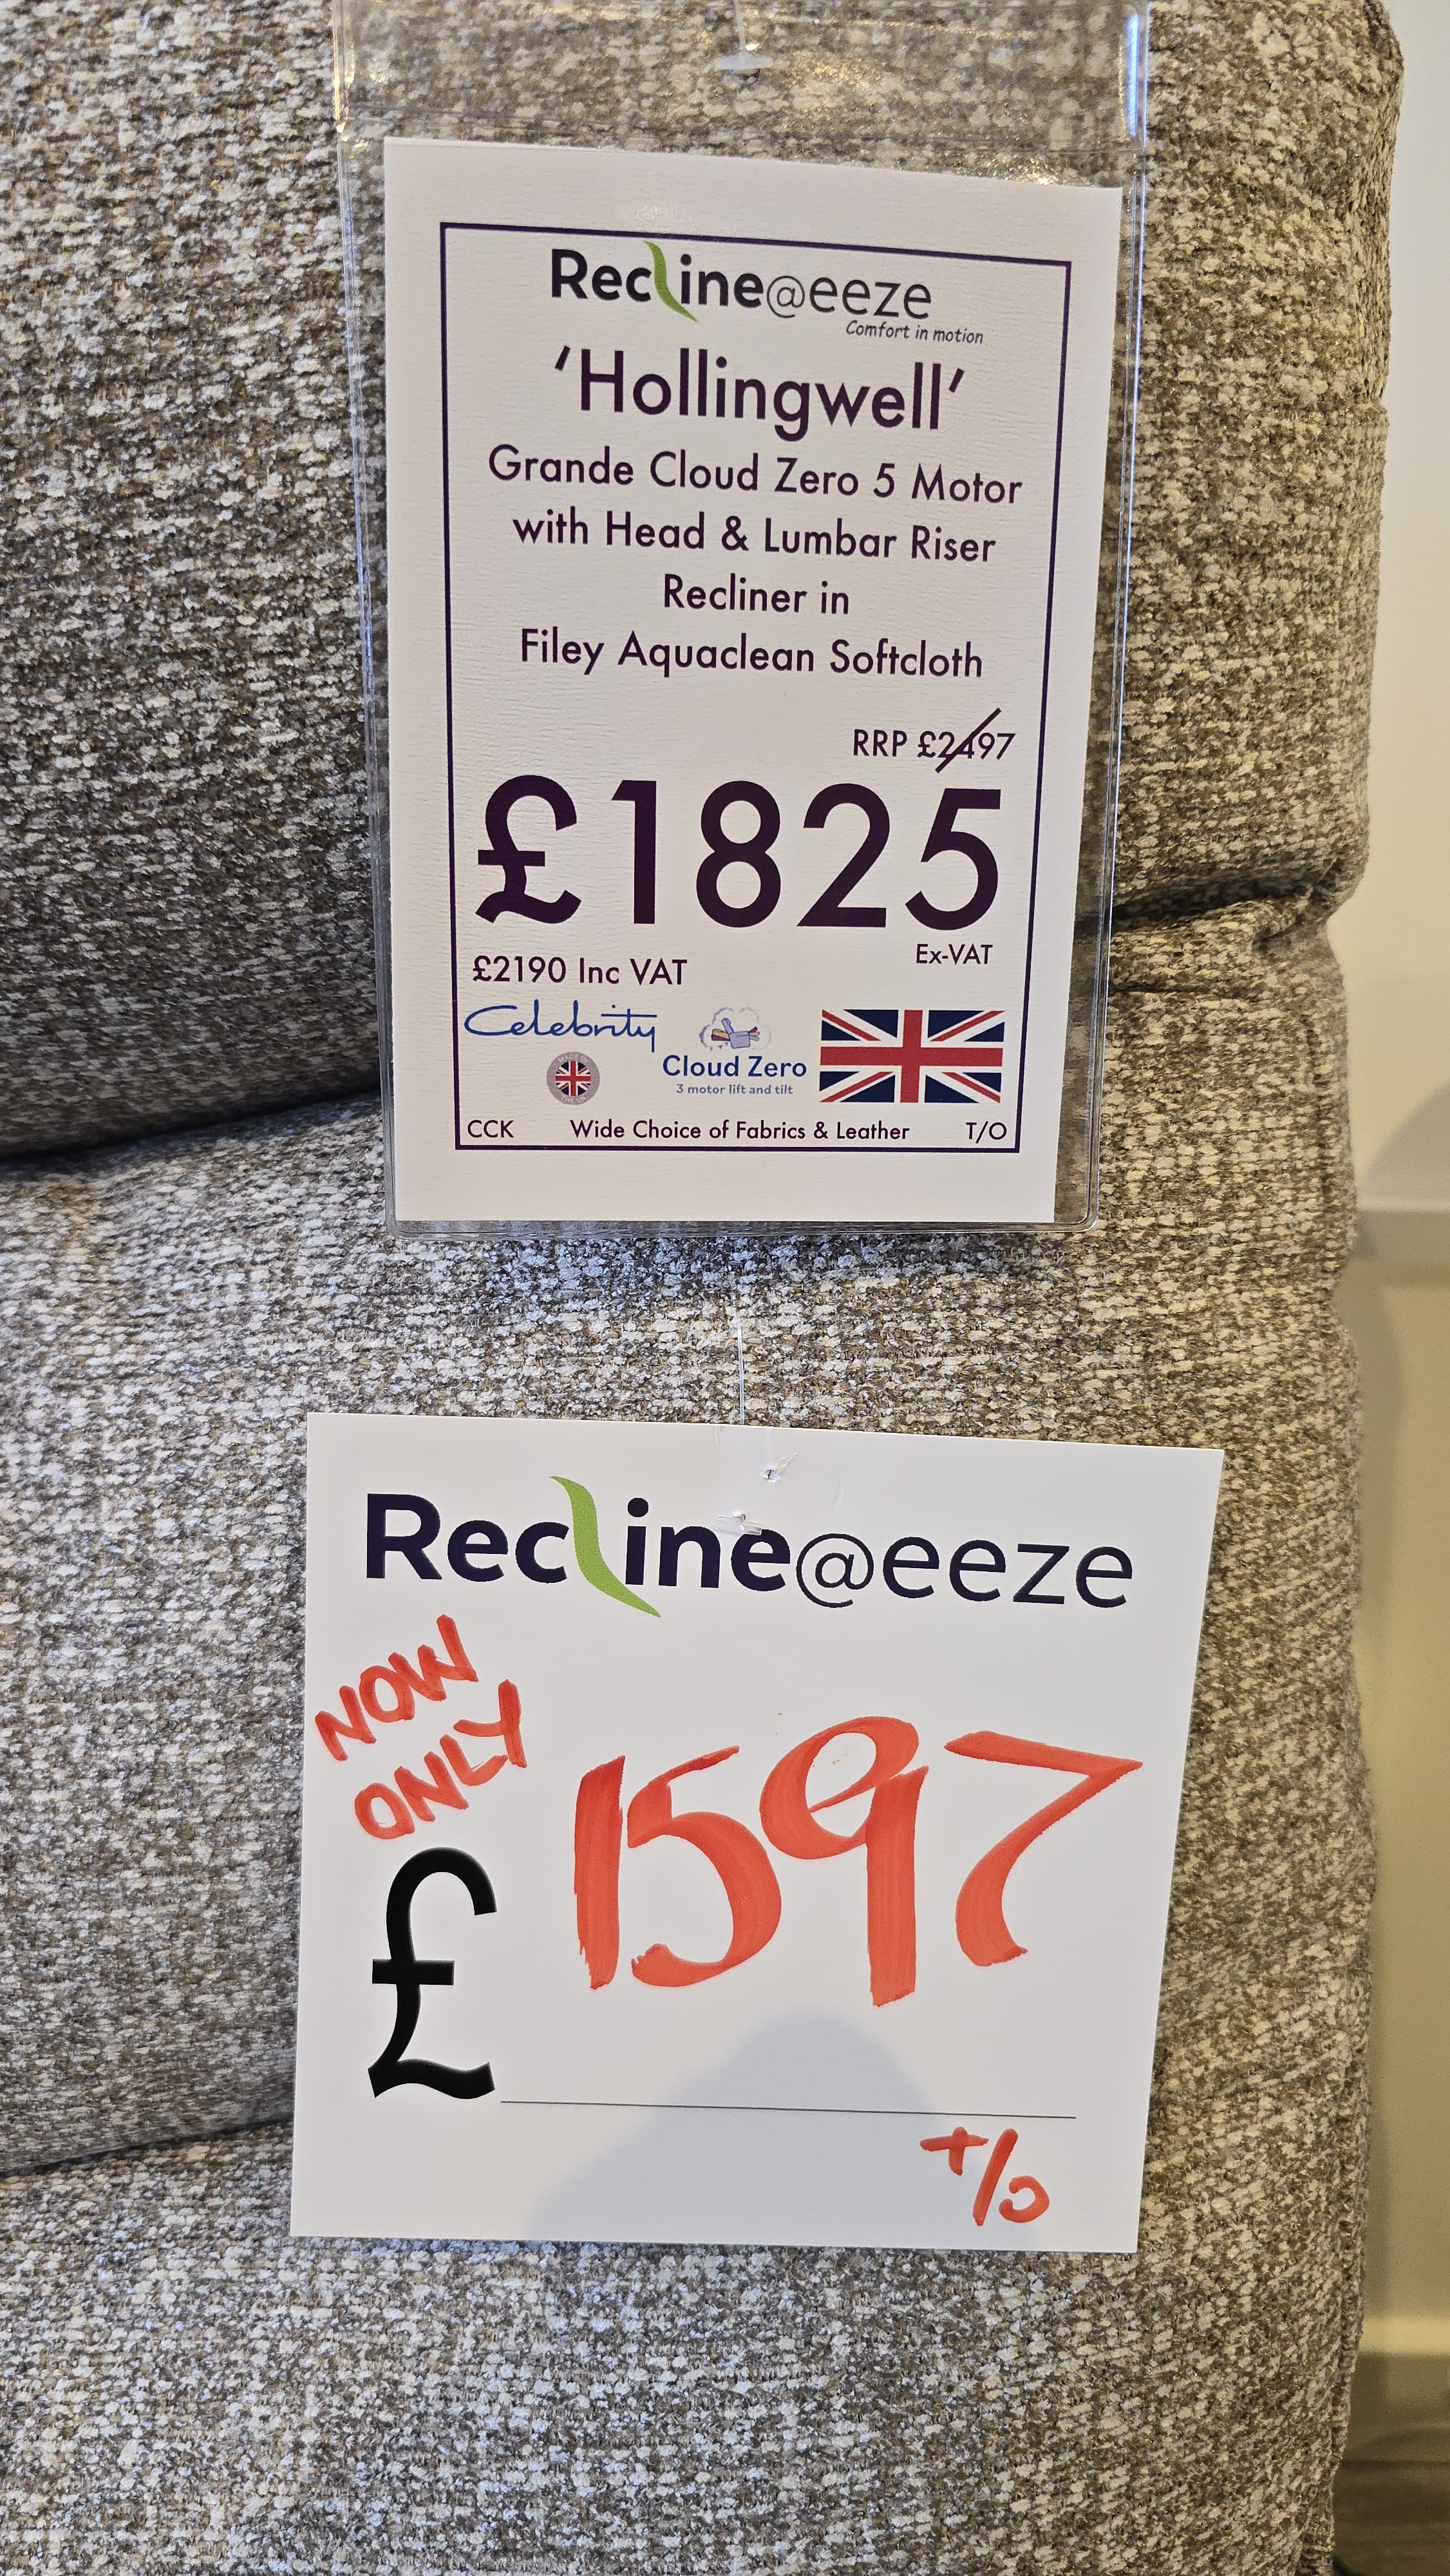 Recline@eeze
Comfort in motion
'Hollingwell'
Grande Cloud Zero 5 Motor
with Head & Lumbar Riser
Recliner in
Filey Aquaclean Softcloth
RRP £2497
£1825
Ex-VAT
£2190 Inc VAT
Celebrity
Cloud Zero
3 motor lift and tilt
CCK Wide Choice of Fabrics & Leather T/O
Recline@eeze
NOW
ONLY
£ 1597
T/O